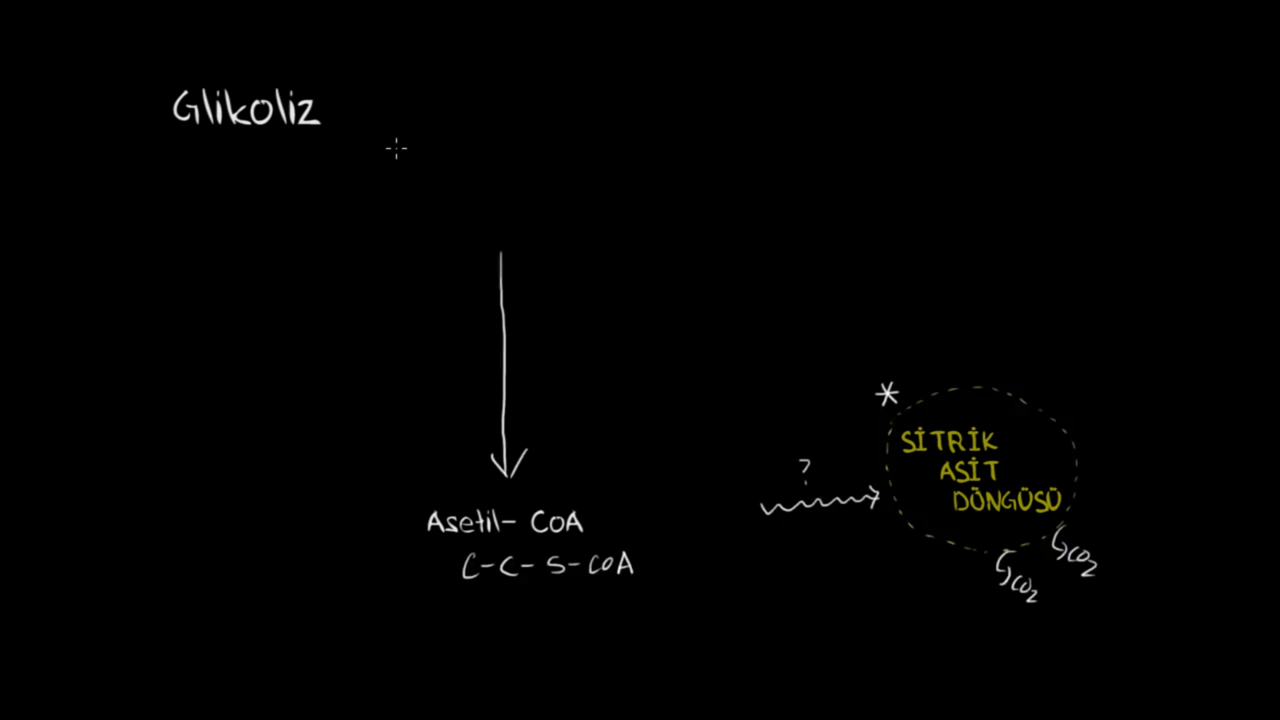 Glikoliz
*
?
SİTRİK
ASİT
DÖNGÜSÜ
Asetil- CoA
C-C-S-CoA
CO2
CO2